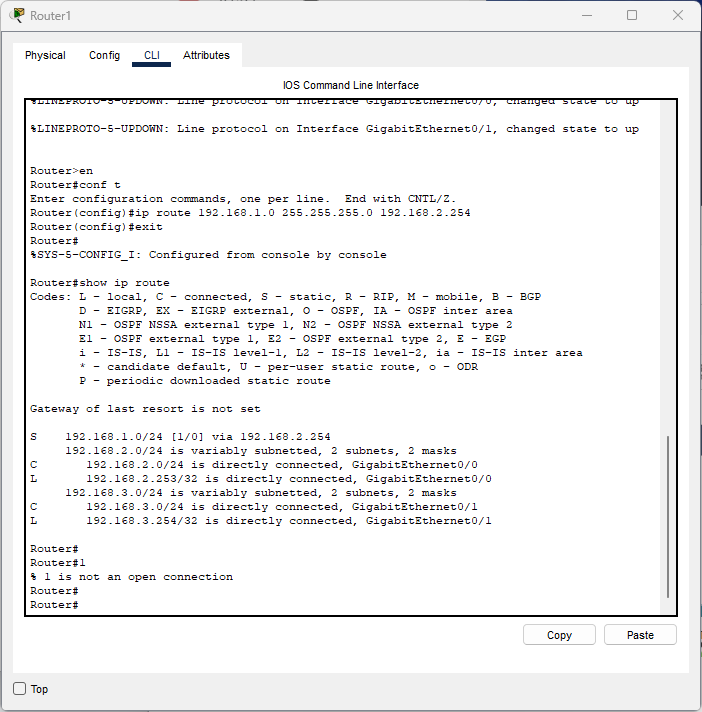 Router1
Physical Config CLI Attributes
IOS Command Line Interface
%LINEPROTO-5-UPDOWN: Line protocol on Interface GigabitEthernet0/0, changed state to up
%LINEPROTO-5-UPDOWN: Line protocol on Interface GigabitEthernet0/1, changed state to up
Router>en
Router#conf t
Enter configuration commands, one per line.  End with CNTL/Z.
Router(config)#ip route 192.168.1.0 255.255.255.0 192.168.2.254
Router(config)#exit
Router#
%SYS-5-CONFIG_I: Configured from console by console
Router#show ip route
Codes: L - local, C - connected, S - static, R - RIP, M - mobile, B - BGP
       D - EIGRP, EX - EIGRP external, O - OSPF, IA - OSPF inter area
       N1 - OSPF NSSA external type 1, N2 - OSPF NSSA external type 2
       E1 - OSPF external type 1, E2 - OSPF external type 2, E - EGP
       i - IS-IS, L1 - IS-IS level-1, L2 - IS-IS level-2, ia - IS-IS inter area
       * - candidate default, U - per-user static route, o - ODR
       P - periodic downloaded static route
Gateway of last resort is not set
S    192.168.1.0/24 [1/0] via 192.168.2.254
     192.168.2.0/24 is variably subnetted, 2 subnets, 2 masks
C       192.168.2.0/24 is directly connected, GigabitEthernet0/0
L       192.168.2.253/32 is directly connected, GigabitEthernet0/0
     192.168.3.0/24 is variably subnetted, 2 subnets, 2 masks
C       192.168.3.0/24 is directly connected, GigabitEthernet0/1
L       192.168.3.254/32 is directly connected, GigabitEthernet0/1
Router#
Router#1
% 1 is not an open connection
Router#
Router#
Copy Paste
Top